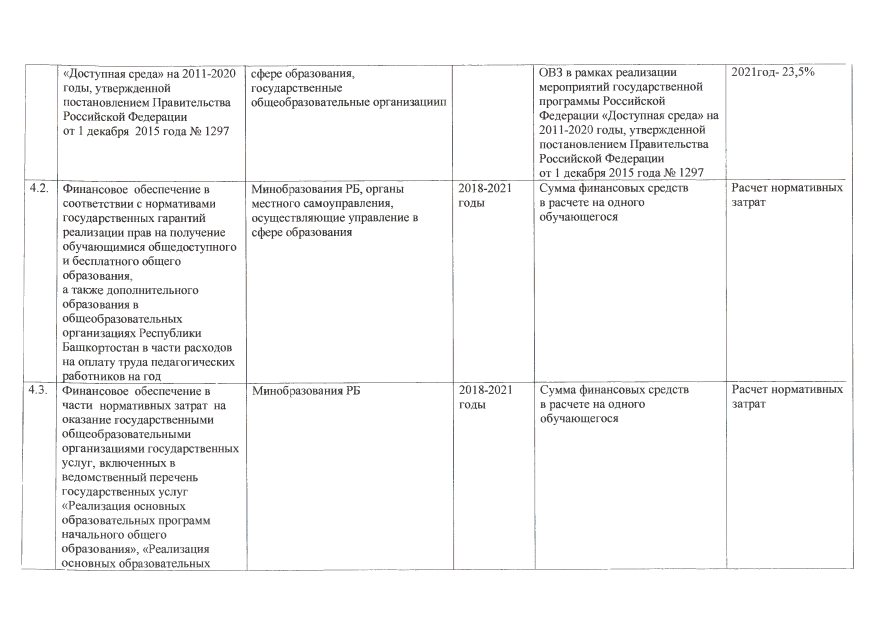 «Доступная среда» на 2011-2020
годы, утвержденной
постановлением Правительства
Российской Федерации
от 1 декабря 2015 года № 1297
сфере образования,
государственные
общеобразовательные организациип
ОВЗ в рамках реализации
мероприятий государственной
программы Российской
Федерации «Доступная среда» на
2011-2020 годы, утвержденной
постановлением Правительства
Российской Федерации
от 1 декабря 2015 года № 1297
2021год- 23,5%
4.2.
Финансовое обеспечение в
соответствии с нормативами
государственных гарантий
реализации прав на получение
обучающимися общедоступного
и бесплатного общего
образования,
а также дополнительного
образования в
общеобразовательных
организациях Республики
Башкортостан в части расходов
на оплату труда педагогических
работников на год
Минобразования РБ, органы
местного самоуправления,
осуществляющие управление в
сфере образования
2018-2021
годы
Сумма финансовых средств
в расчете на одного
обучающегося
Расчет нормативных
затрат
4.3.
Финансовое обеспечение в
части нормативных затрат на
оказание государственными
общеобразовательными
организациями государственных
услуг, включенных в
ведомственный перечень
государственных услуг
«Реализация основных
образовательных программ
начального общего
образования», «Реализация
основных образовательных
Минобразования РБ
2018-2021
годы
Сумма финансовых средств
в расчете на одного
обучающегося
Расчет нормативных
затрат